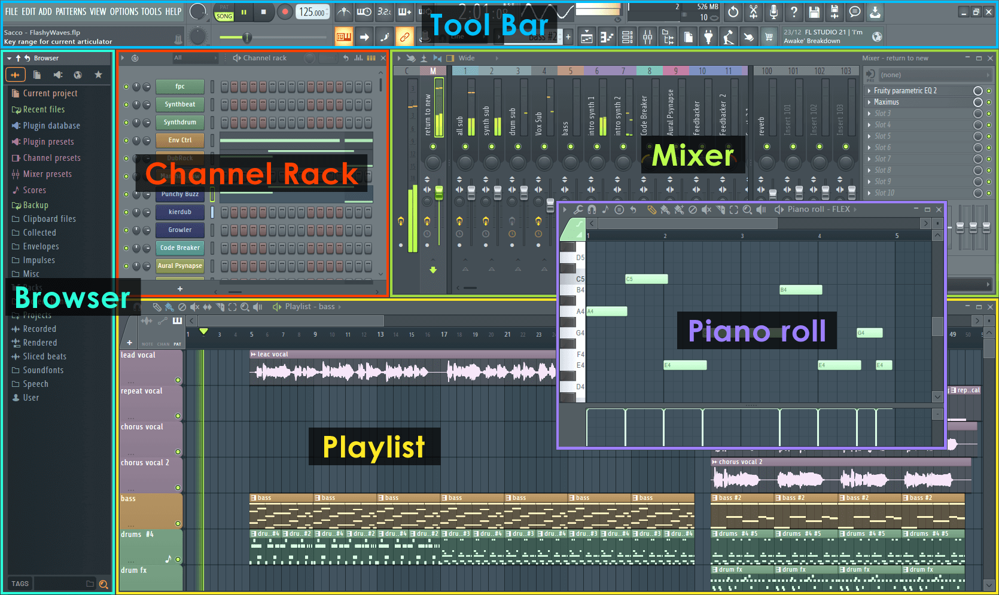 FILE EDIT ADD PATTERNS VIEW OPTIONS TOOLS HELP
PAT
SONG
125.000
3.2.
2
526 MB
10
Sacco - FlashyWaves.flp
Key range for current articulator
Line
Bass #2
23/12 FL STUDIO 21 | 'I'm
Awake' Breakdown
Tool Bar
Browser
Current project
Recent files
Plugin database
Plugin presets
Channel presets
Mixer presets
Scores
Backup
Clipboard files
Collected
Envelopes
Impulses
Misc
Browser
Projects
Recorded
Rendered
Sliced beats
Soundfonts
Speech
User
TAGS
All
Channel rack
fpc
Synthbeat
Synthdrum
Env Ctrl
DubRack
Channel Rack
Punchy Buzz
kierdub
Growler
Code Breaker
Aural Psynapse
Wide
Mixer - return to new
C M 1 2 3 4 5 6 7 8 9 10 11 100 101 102 103
return to new
all sub
synth sub
drum sub
Vox Sub
bass
intro synth 1
intro synth 2
Code Breaker
Aural Psynapse
feedbacker
Feedbacker 2
reverb
Insert 101
Insert 102
Insert 103
Mixer
PRE
(none)
Fruity parametric EQ 2
Maximus
Slot 3
Slot 4
Slot 5
Slot 6
Slot 7
Slot 8
Slot 9
Slot 10
Piano roll - FLEX
1 2 3 4 5
D5
C5
B4
A4
G4
F4
E4
D4
C5
B4
A4
G4
E4
E4
E4
Piano roll
Playlist - bass
NOTE CHAN PAT
1 3 4 5 6 7 8 9 10 11 12 13 14 15 16 17 18 19 20 21 22 23 24 49 50
lead vocal
leac vocal
repeat vocal
rep..cal
chorus vocal
Playlist
chorus vocal 2
chorus vocal 2
bass
bass bass bass bass bass bass bass
bass #2 bass #2 bass #2 bass #2
drums #4
dru..#4 dru..#2 dru..#4 dru..#2 dru..#4 dru..#2 dru..#3 dru..#4 dru..#3 dru..#4 dru..#4 dru..#4 dru..#3 dru..#4
drums #4 #5 drums #4 #5 drums #4 #5 drums #4 #5
drum fx
drum fx drum fx drum fx drum fx